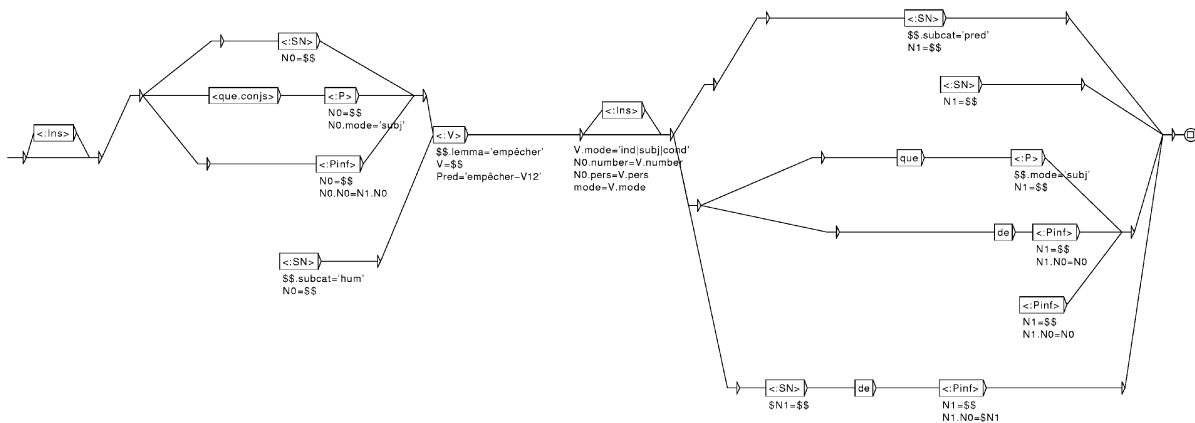 <:Ins>
<:SN>
N0=$$
<que.conjs>
<:P>
N0=$$
N0.mode='subj'
<:Pinf>
N0=$$
N0.N0=N1.N0
<:SN>
$$.subcat='hum'
N0=$$
<:V>
$$.lemma='empêcher'
V=$$
Pred='empêcher-V12'
<:Ins>
V.mode='ind|subj|cond'
N0.number=V.number
N0.pers=V.pers
mode=V.mode
<:SN>
$$.subcat='pred'
N1=$$
<:SN>
N1=$$
que
<:P>
$$.mode='subj'
N1=$$
de
<:Pinf>
N1=$$
N1.N0=N0
<:Pinf>
N1=$$
N1.N0=N0
<:SN>
$N1=$$
de
<:Pinf>
N1=$$
N1.N0=$N1